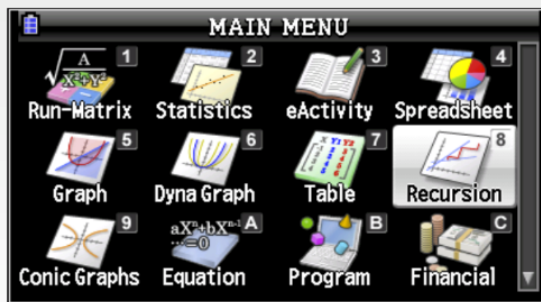 MAIN MENU
1 2 3 4
Run-Matrix Statistics eActivity Spreadsheet
5 6 7 8
Graph Dyna Graph Table Recursion
9 A B C
Conic Graphs Equation Program Financial